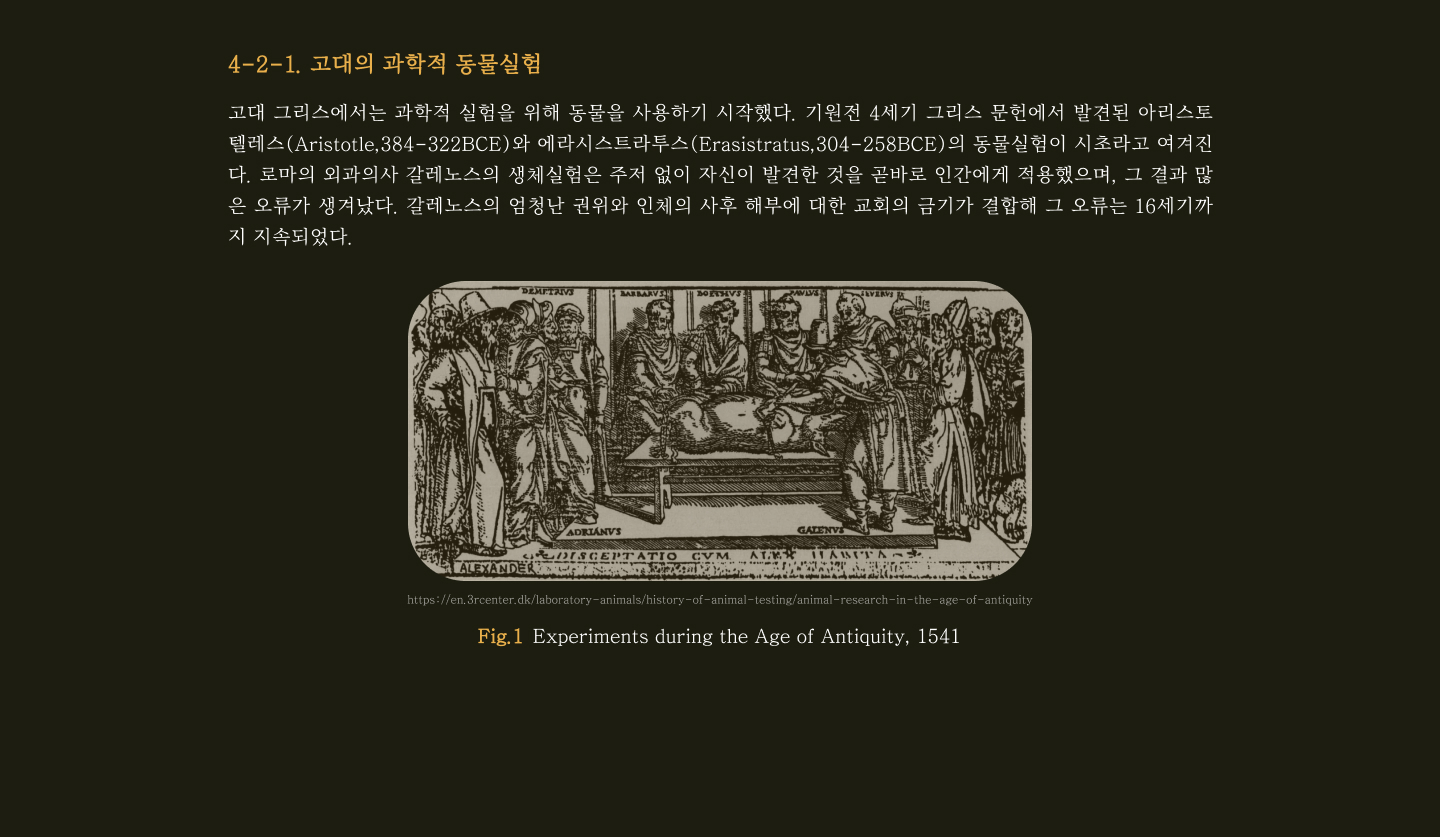 4-2-1. 고대의 과학적 동물실험
고대 그리스에서는 과학적 실험을 위해 동물을 사용하기 시작했다. 기원전 4세기 그리스 문헌에서 발견된 아리스토
텔레스(Aristotle,384-322BCE)와 에라시스트라투스(Erasistratus,304-258BCE)의 동물실험이 시초라고 여겨진
다. 로마의 외과의사 갈레노스의 생체실험은 주저 없이 자신이 발견한 것을 곧바로 인간에게 적용했으며, 그 결과 많
은 오류가 생겨났다. 갈레노스의 엄청난 권위와 인체의 사후 해부에 대한 교회의 금기가 결합해 그 오류는 16세기까
지 지속되었다.
DEMETRIVS BARBARVS BOETHVS PAVLVS SEVERVS
ADRIANVS GALENVS
DISCEPTATIO CVM
ALEXANDER
https://en.3rcenter.dk/laboratory-animals/history-of-animal-testing/animal-research-in-the-age-of-antiquity
Fig.1 Experiments during the Age of Antiquity, 1541